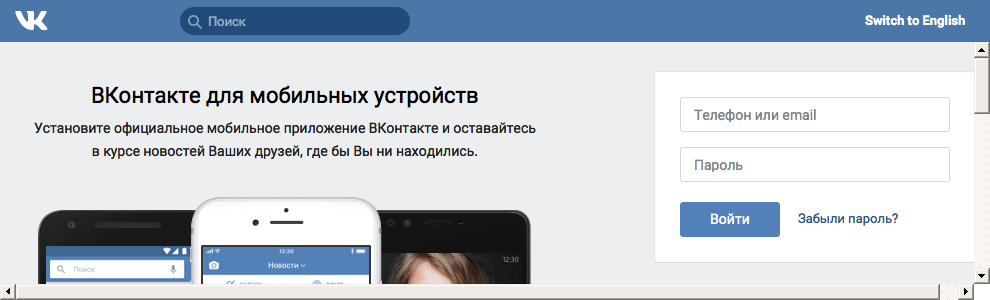 Поиск
Switch to English
ВКонтакте для мобильных устройств
Установите официальное мобильное приложение ВКонтакте и оставайтесь
в курсе новостей Ваших друзей, где бы Вы ни находились.
Телефон или email
Пароль
Войти
Забыли пароль?
12:30
12:30
Поиск
Новости